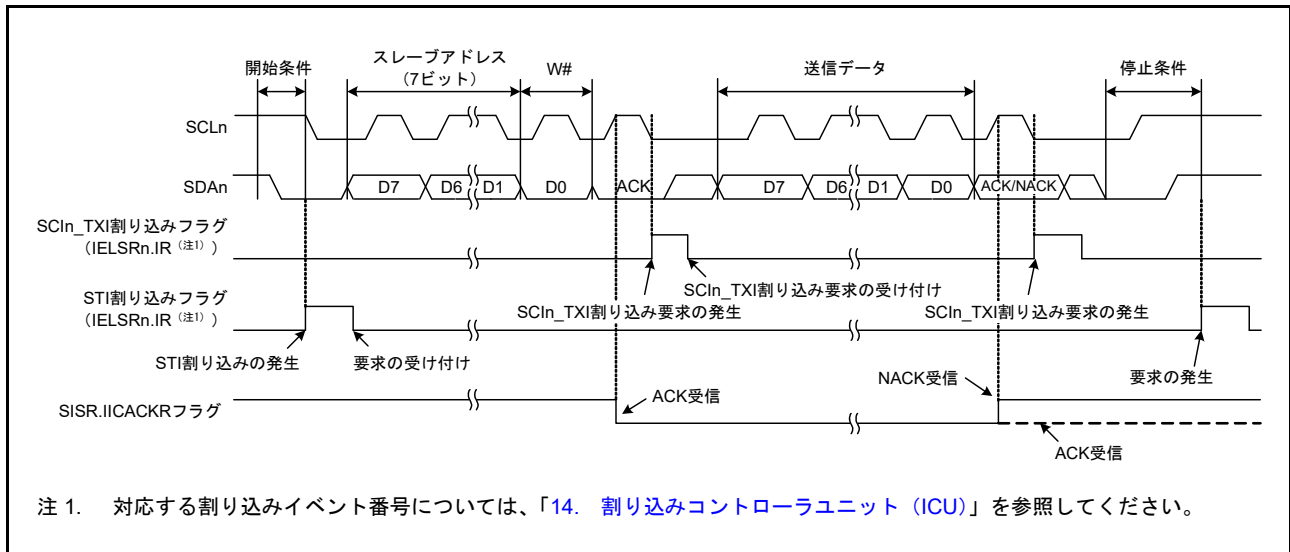 開始条件
スレーブアドレス
（7ビット）
W#
送信データ
停止条件
SCLn
SDAn
D7
D6
D1
D0
ACK
D7
D6
D1
D0
ACK/NACK
SCIn_TXI割り込みフラグ
（IELSRn.IR（注1））
SCIn_TXI割り込み要求の受け付け
SCIn_TXI割り込み要求の発生
SCIn_TXI割り込み要求の発生
STI割り込みフラグ
（IELSRn.IR（注1））
STI割り込みの発生
要求の受け付け
要求の発生
SISR.IICACKRフラグ
ACK受信
NACK受信
ACK受信
注 1. 対応する割り込みイベント番号については、「14. 割り込みコントローラユニット（ICU）」を参照してください。